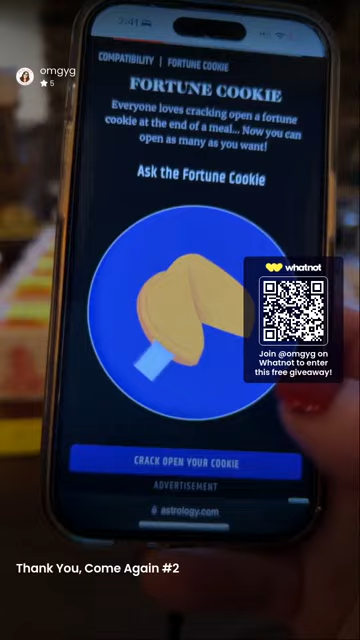 2:41
COMPATIBILITY | FORTUNE COOKIE
omgyg
★ 5
FORTUNE COOKIE
Everyone loves cracking open a fortune
cookie at the end of a meal... Now you can
open as many as you want!
Ask the Fortune Cookie
whatnot
Join @omgyg on
Whatnot to enter
this free giveaway!
CRACK OPEN YOUR COOKIE
ADVERTISEMENT
astrology.com
Thank You, Come Again #2